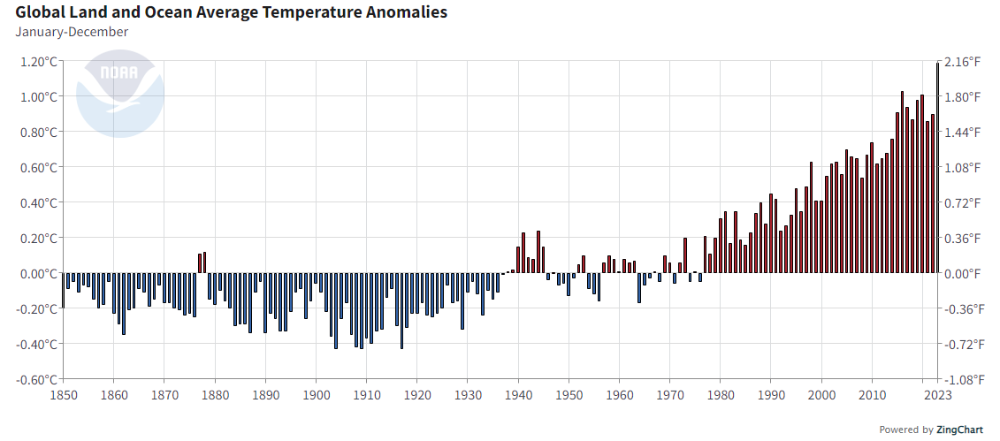 Global Land and Ocean Average Temperature Anomalies
January-December
NOAA
1.20°C 2.16°F
1.00°C 1.80°F
0.80°C 1.44°F
0.60°C 1.08°F
0.40°C 0.72°F
0.20°C 0.36°F
0.00°C 0.00°F
-0.20°C -0.36°F
-0.40°C -0.72°F
-0.60°C -1.08°F
1850 1860 1870 1880 1890 1900 1910 1920 1930 1940 1950 1960 1970 1980 1990 2000 2010 2023
Powered by ZingChart